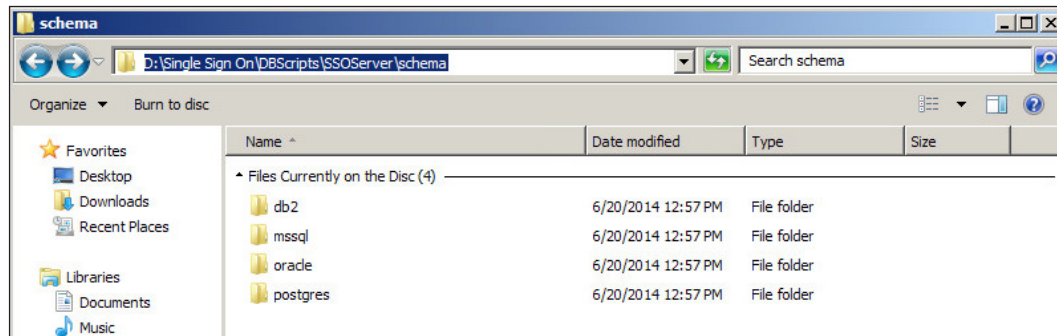 schema
D:\Single Sign On\DBScripts\SSOServer\schema
Search schema
Organize Burn to disc
Favorites
Desktop
Downloads
Recent Places
Libraries
Documents
Music
Name Date modified Type Size
Files Currently on the Disc (4)
db2 6/20/2014 12:57 PM File folder
mssql 6/20/2014 12:57 PM File folder
oracle 6/20/2014 12:57 PM File folder
postgres 6/20/2014 12:57 PM File folder